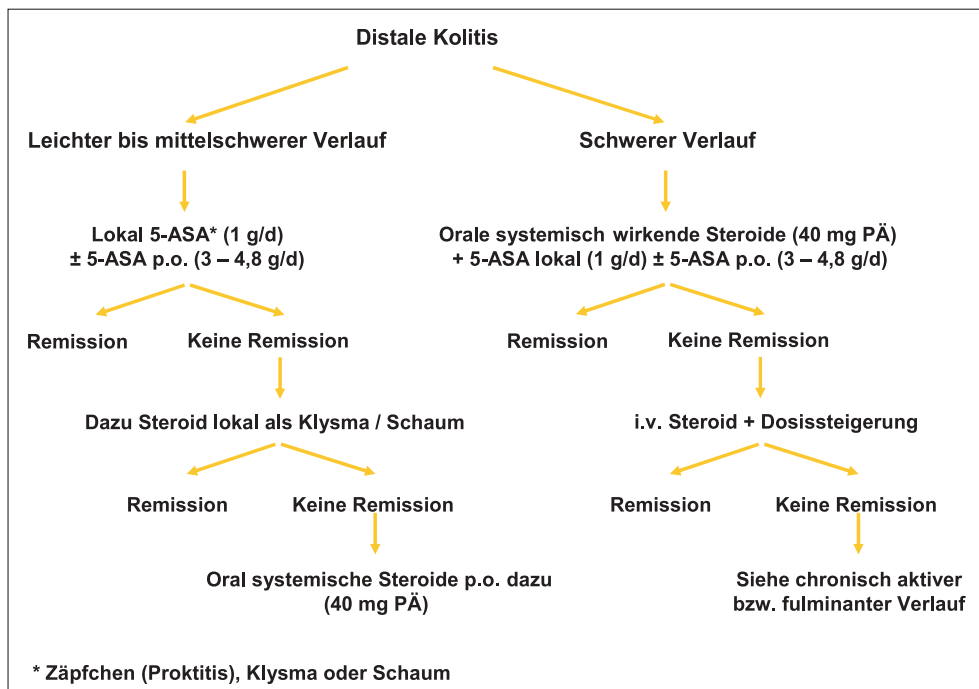 Distale Kolitis
Leichter bis mittelschwerer Verlauf
Schwerer Verlauf
Lokal 5-ASA* (1 g/d)
± 5-ASA p.o. (3 – 4,8 g/d)
Orale systemisch wirkende Steroide (40 mg PÄ)
+ 5-ASA lokal (1 g/d) ± 5-ASA p.o. (3 – 4,8 g/d)
Remission
Keine Remission
Remission
Keine Remission
Dazu Steroid lokal als Klysma / Schaum
i.v. Steroid + Dosissteigerung
Remission
Keine Remission
Remission
Keine Remission
Oral systemische Steroide p.o. dazu
(40 mg PÄ)
Siehe chronisch aktiver
bzw. fulminanter Verlauf
* Zäpfchen (Proktitis), Klysma oder Schaum